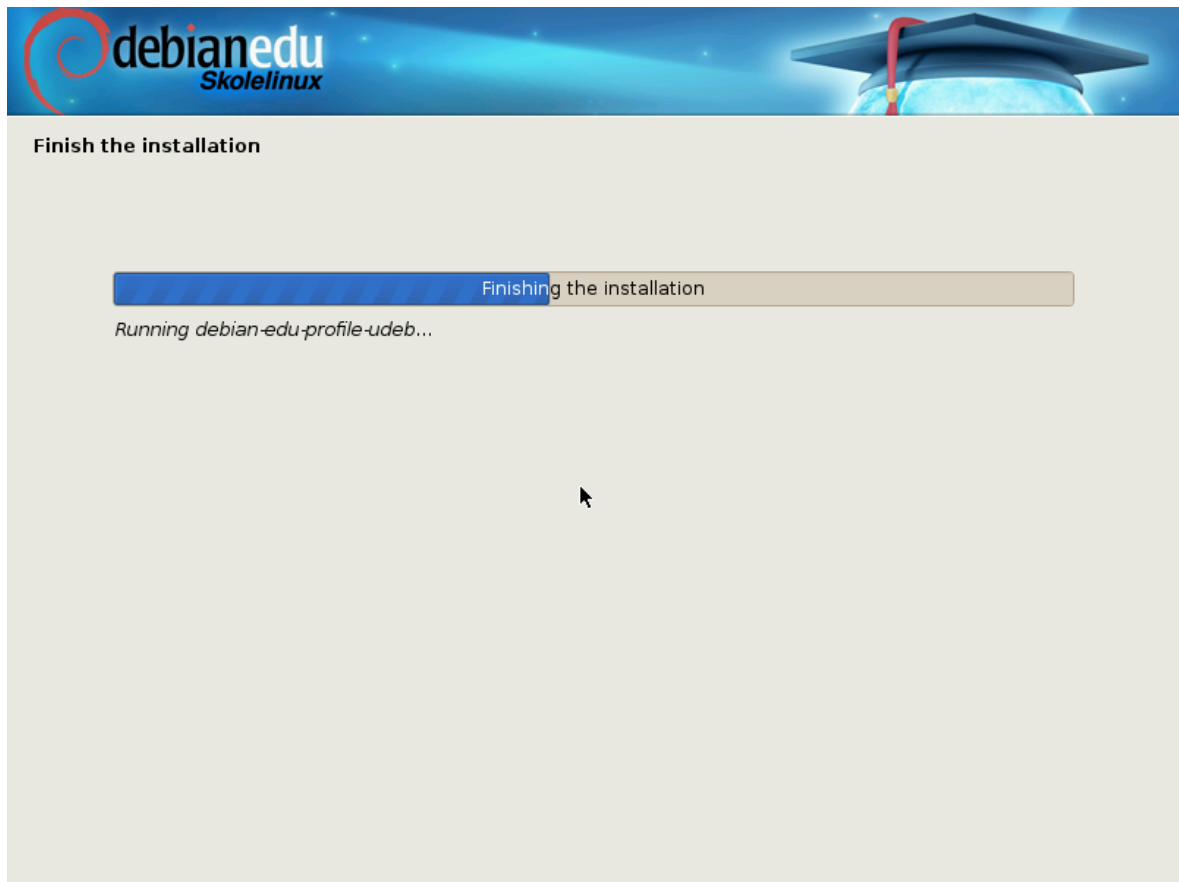 debianedu
Skolelinux
Finish the installation
Finishing the installation
Running debian-edu-profile-udeb...